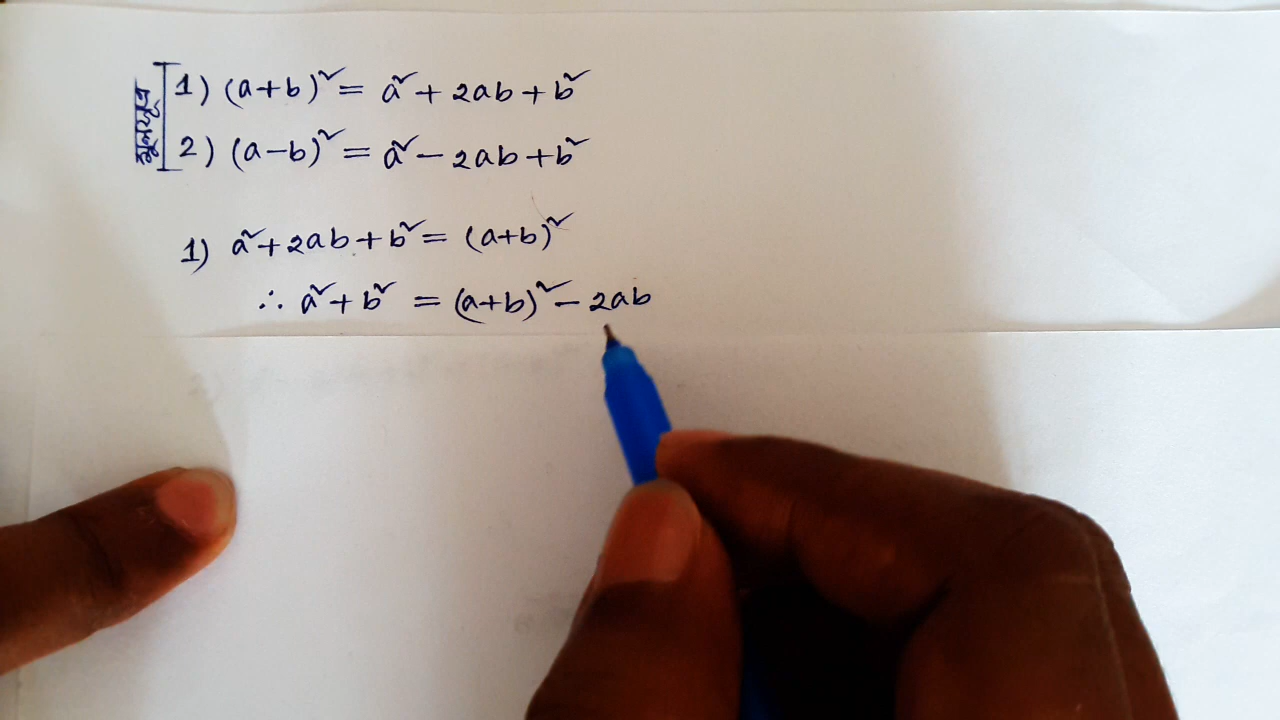 1) (a+b)² = a² + 2ab + b²
2) (a-b)² = a² - 2ab + b²
1) a² + 2ab + b² = (a+b)²
∴ a² + b² = (a+b)² - 2ab